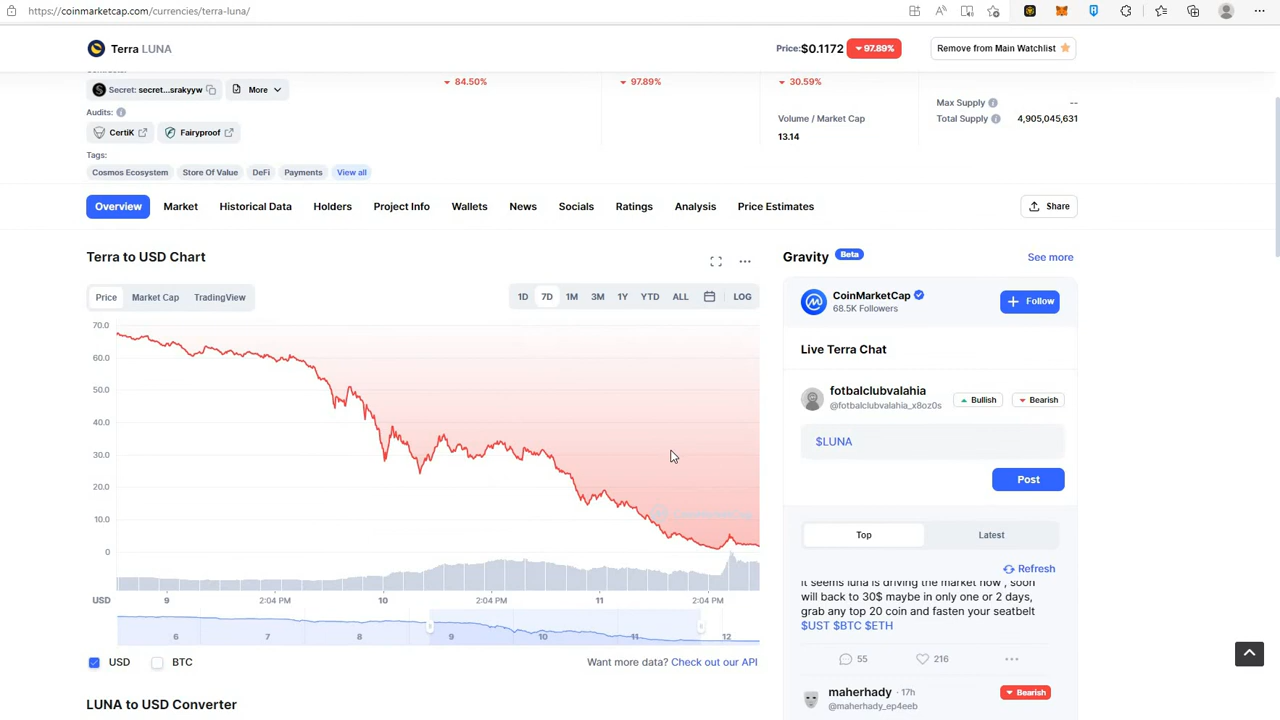 https://coinmarketcap.com/currencies/terra-luna/
Terra LUNA
Price:$0.1172 97.89%
Remove from Main Watchlist
Secret: secret...srakyyw
More
84.50%
97.89%
30.59%
Max Supply --
Total Supply 4,905,045,631
Volume / Market Cap
13.14
Audits:
CertiK
Fairyproof
Tags:
Cosmos Ecosystem Store Of Value DeFi Payments View all
Overview Market Historical Data Holders Project Info Wallets News Socials Ratings Analysis Price Estimates
Share
Terra to USD Chart
Price Market Cap TradingView
1D 7D 1M 3M 1Y YTD ALL LOG
70.0
60.0
50.0
40.0
30.0
20.0
10.0
0
USD 9 2:04 PM 10 2:04 PM 11 2:04 PM
6 7 8 9 10 11 12
USD BTC
Want more data? Check out our API
LUNA to USD Converter
Gravity Beta
See more
CoinMarketCap
68.5K Followers
Follow
Live Terra Chat
fotbalclubvalahia
@fotbalclubvalahia_x8oz0s
Bullish
Bearish
$LUNA
Post
Top Latest
Refresh
it seems luna is driving the market now , soon
will back to 30$ maybe in only one or 2 days,
grab any top 20 coin and fasten your seatbelt
$UST $BTC $ETH
55 216
maherhady · 17h
@maherhady_ep4eeb
Bearish